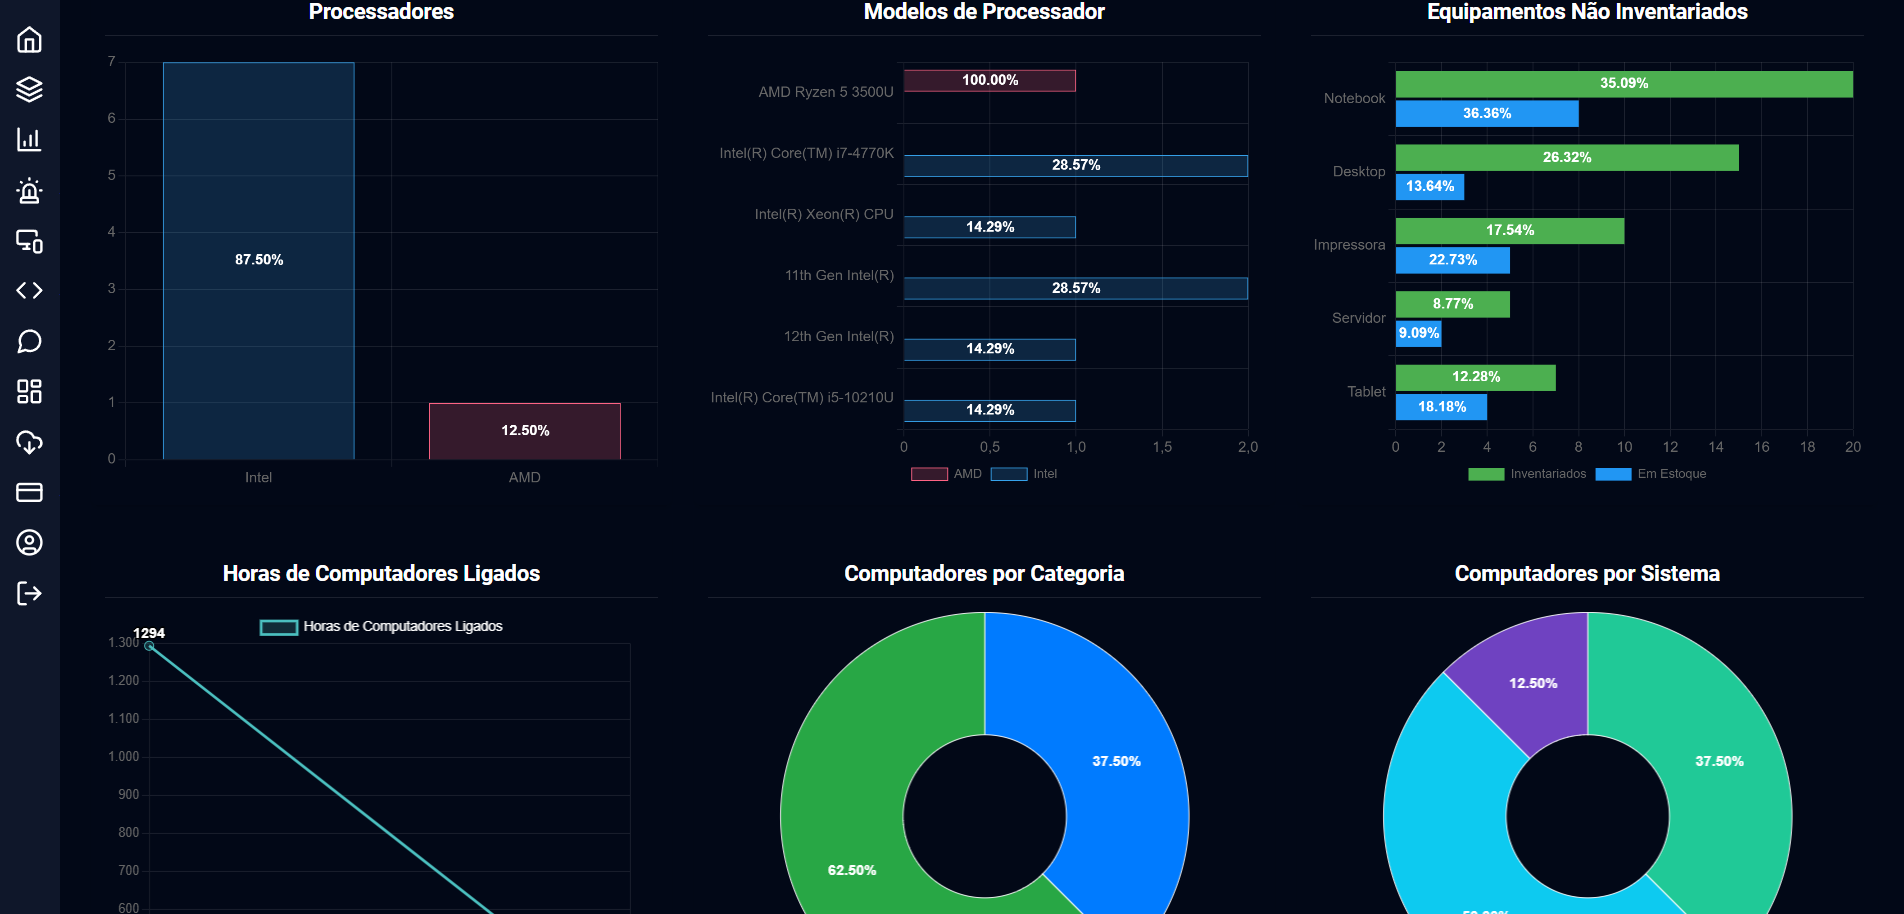 Processadores
7
6
5
4
3
2
1
0
87.50%
12.50%
Intel
AMD
Modelos de Processador
AMD Ryzen 5 3500U
100.00%
Intel(R) Core(TM) i7-4770K
28.57%
Intel(R) Xeon(R) CPU
14.29%
11th Gen Intel(R)
28.57%
12th Gen Intel(R)
14.29%
Intel(R) Core(TM) i5-10210U
14.29%
0 0,5 1,0 1,5 2,0
AMD Intel
Equipamentos Não Inventariados
35.09%
Notebook
36.36%
26.32%
Desktop
13.64%
17.54%
Impressora
22.73%
8.77%
Servidor
9.09%
12.28%
Tablet
18.18%
0 2 4 6 8 10 12 14 16 18 20
Inventariados Em Estoque
Horas de Computadores Ligados
Horas de Computadores Ligados
1294
1.300
1.200
1.100
1.000
900
800
700
600
Computadores por Categoria
37.50%
62.50%
Computadores por Sistema
12.50%
37.50%